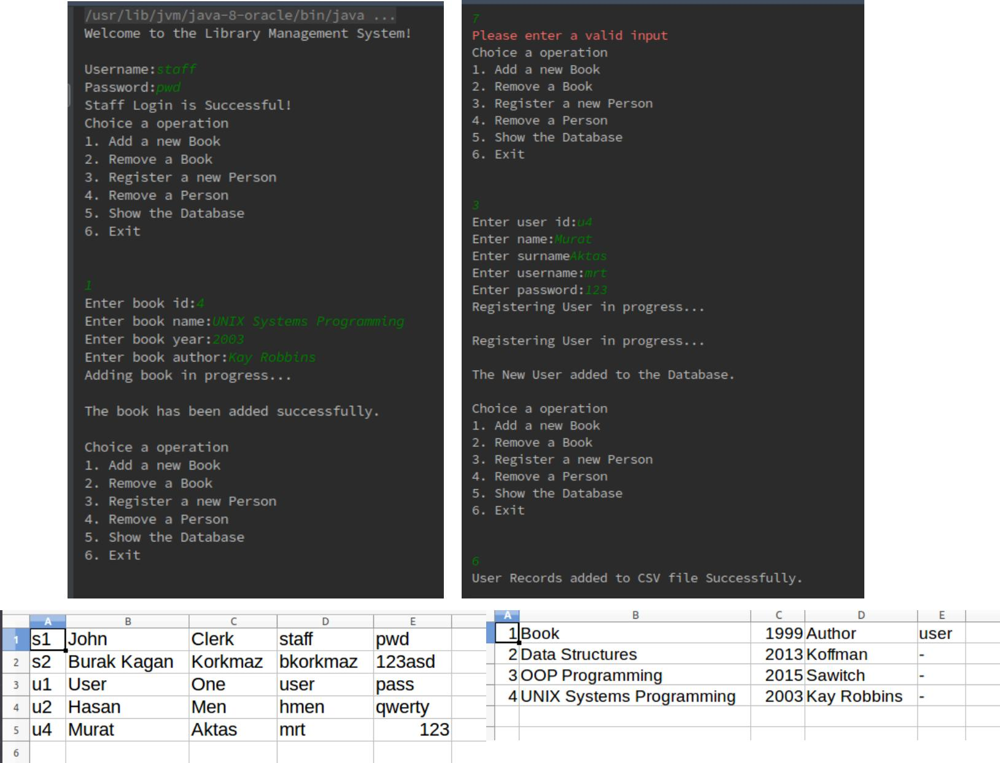 /usr/lib/jvm/java-8-oracle/bin/java ...
Welcome to the Library Management System!
Username:staff
Password:pwd
Staff Login is Successful!
Choice a operation
1. Add a new Book
2. Remove a Book
3. Register a new Person
4. Remove a Person
5. Show the Database
6. Exit
1
Enter book id:4
Enter book name:UNIX Systems Programming
Enter book year:2003
Enter book author:Kay Robbins
Adding book in progress...
The book has been added successfully.
Choice a operation
1. Add a new Book
2. Remove a Book
3. Register a new Person
4. Remove a Person
5. Show the Database
6. Exit
7
Please enter a valid input
Choice a operation
1. Add a new Book
2. Remove a Book
3. Register a new Person
4. Remove a Person
5. Show the Database
6. Exit
3
Enter user id:u4
Enter name:Murat
Enter surnameAktas
Enter username:mrt
Enter password:123
Registering User in progress...
Registering User in progress...
The New User added to the Database.
Choice a operation
1. Add a new Book
2. Remove a Book
3. Register a new Person
4. Remove a Person
5. Show the Database
6. Exit
6
User Records added to CSV file Successfully.
A B C D E
1 s1 John Clerk staff pwd
2 s2 Burak Kagan Korkmaz bkorkmaz 123asd
3 u1 User One user pass
4 u2 Hasan Men hmen qwerty
5 u4 Murat Aktas mrt 123
6
A B C D E
1 Book 1999 Author user
2 Data Structures 2013 Koffman -
3 OOP Programming 2015 Sawitch -
4 UNIX Systems Programming 2003 Kay Robbins -